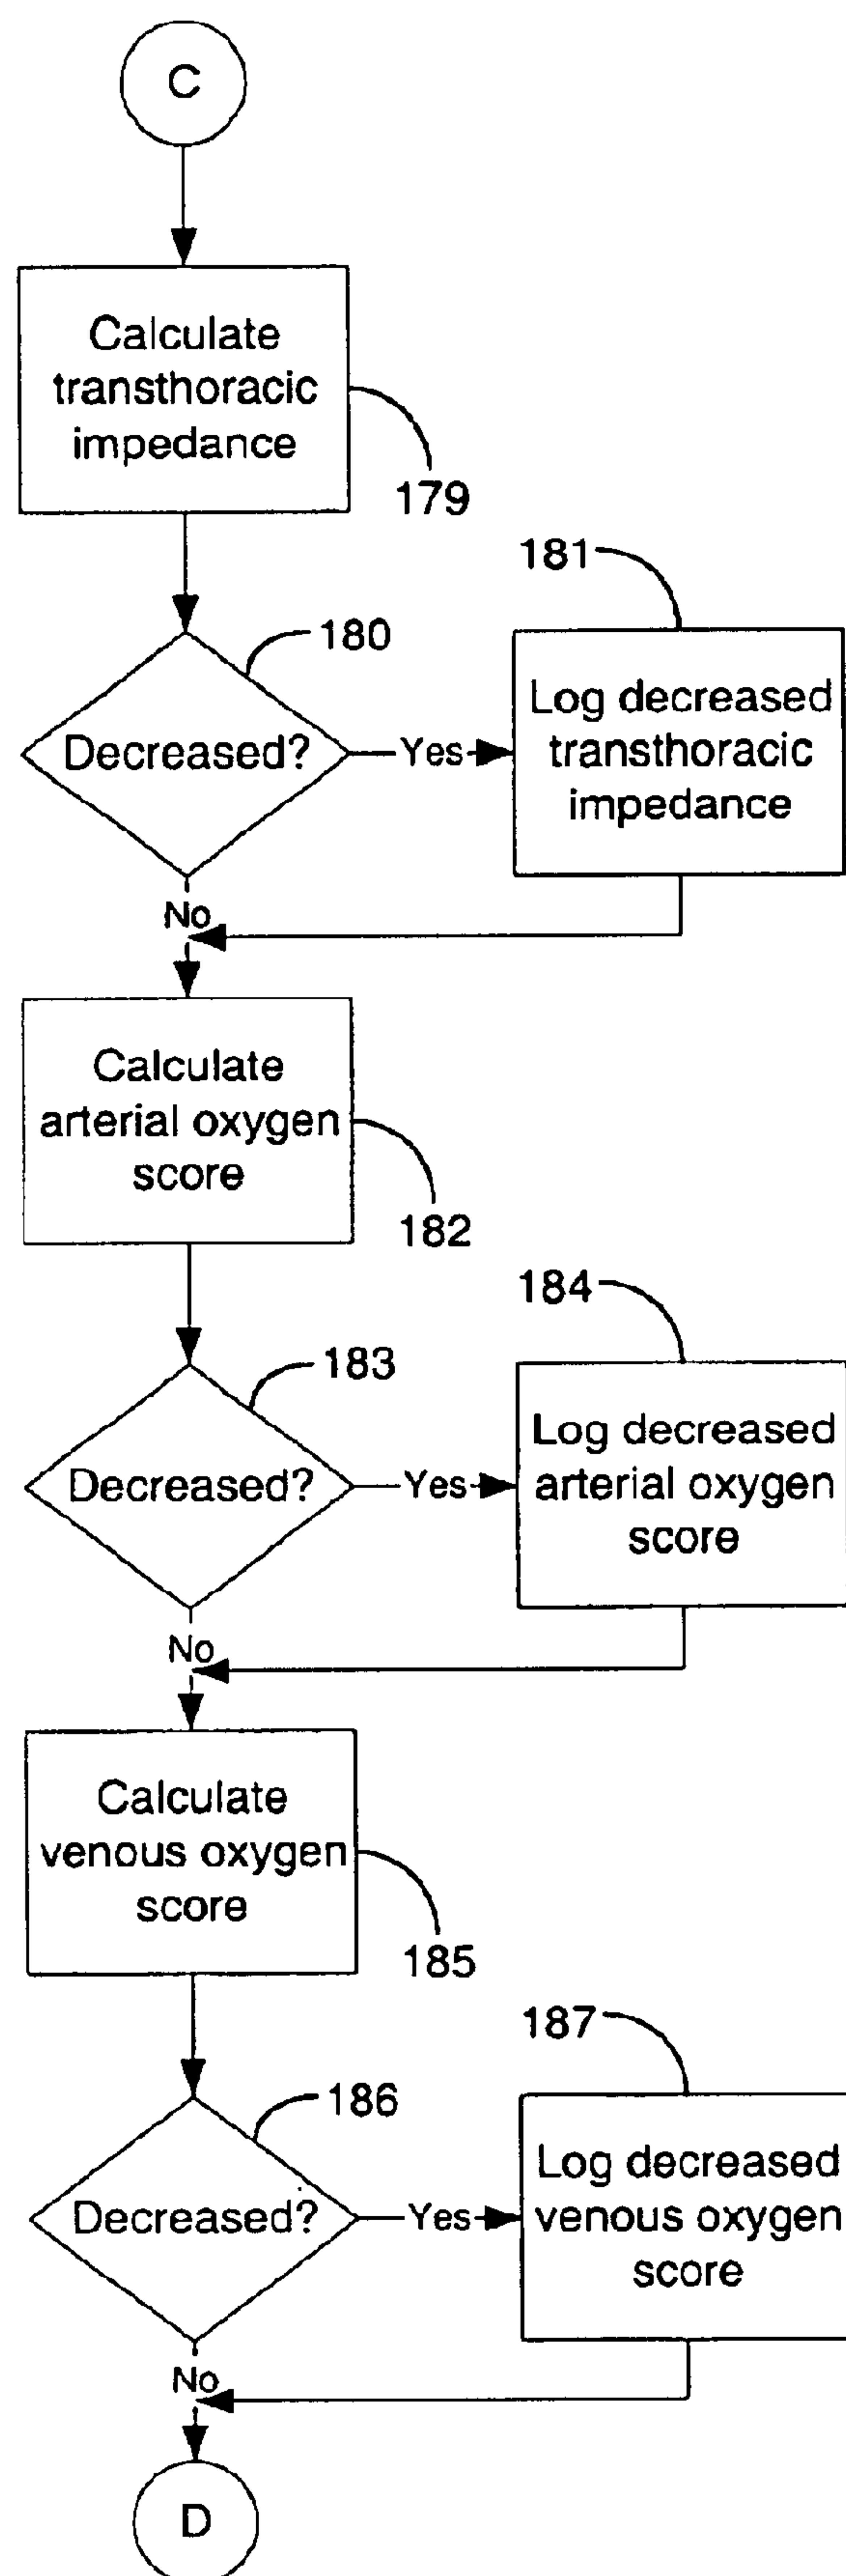 C
Calculate
transthoracic
impedance
179
181
180
Decreased?
Yes
Log decreased
transthoracic
impedance
No
Calculate
arterial oxygen
score
182
184
183
Decreased?
Yes
Log decreased
arterial oxygen
score
No
Calculate
venous oxygen
score
185
187
186
Decreased?
Yes
Log decreased
venous oxygen
score
No
D